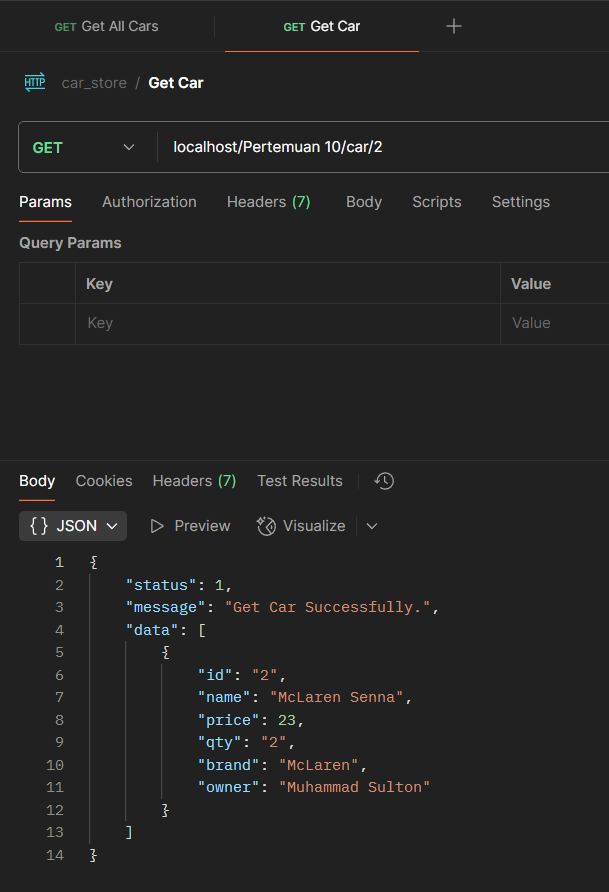 GET Get All Cars GET Get Car
HTTP car_store / Get Car
GET localhost/Pertemuan 10/car/2
Params Authorization Headers (7) Body Scripts Settings
Query Params
Key Value
Key Value
Body Cookies Headers (7) Test Results
{} JSON Preview Visualize
1 {
2 "status": 1,
3 "message": "Get Car Successfully.",
4 "data": [
5 {
6 "id": "2",
7 "name": "McLaren Senna",
8 "price": 23,
9 "qty": "2",
10 "brand": "McLaren",
11 "owner": "Muhammad Sulton"
12 }
13 ]
14 }